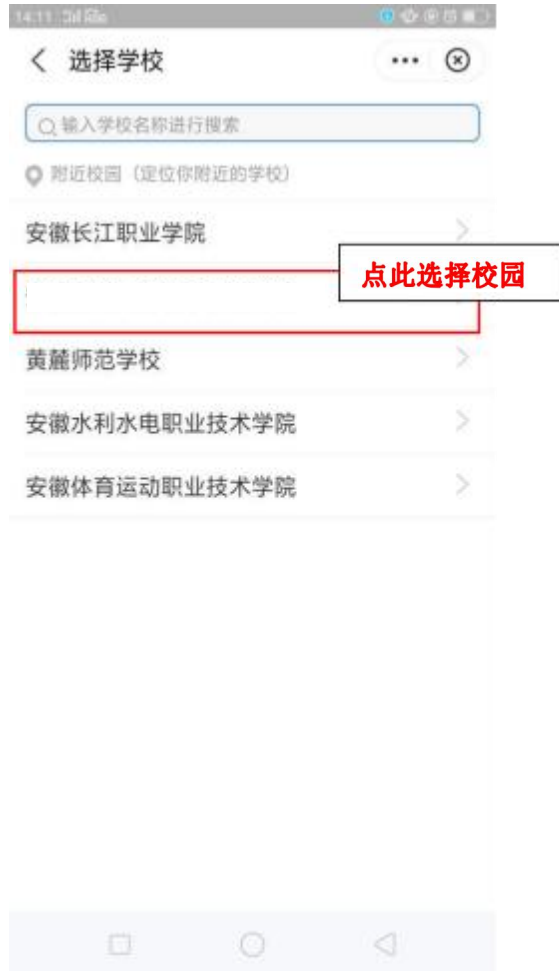 14:11
选择学校
输入学校名称进行搜索
附近校园（定位你附近的学校）
安徽长江职业学院
点此选择校园
黄麓师范学校
安徽水利水电职业技术学院
安徽体育运动职业技术学院